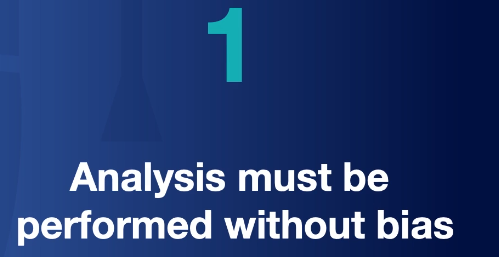 1
Analysis must be
performed without bias